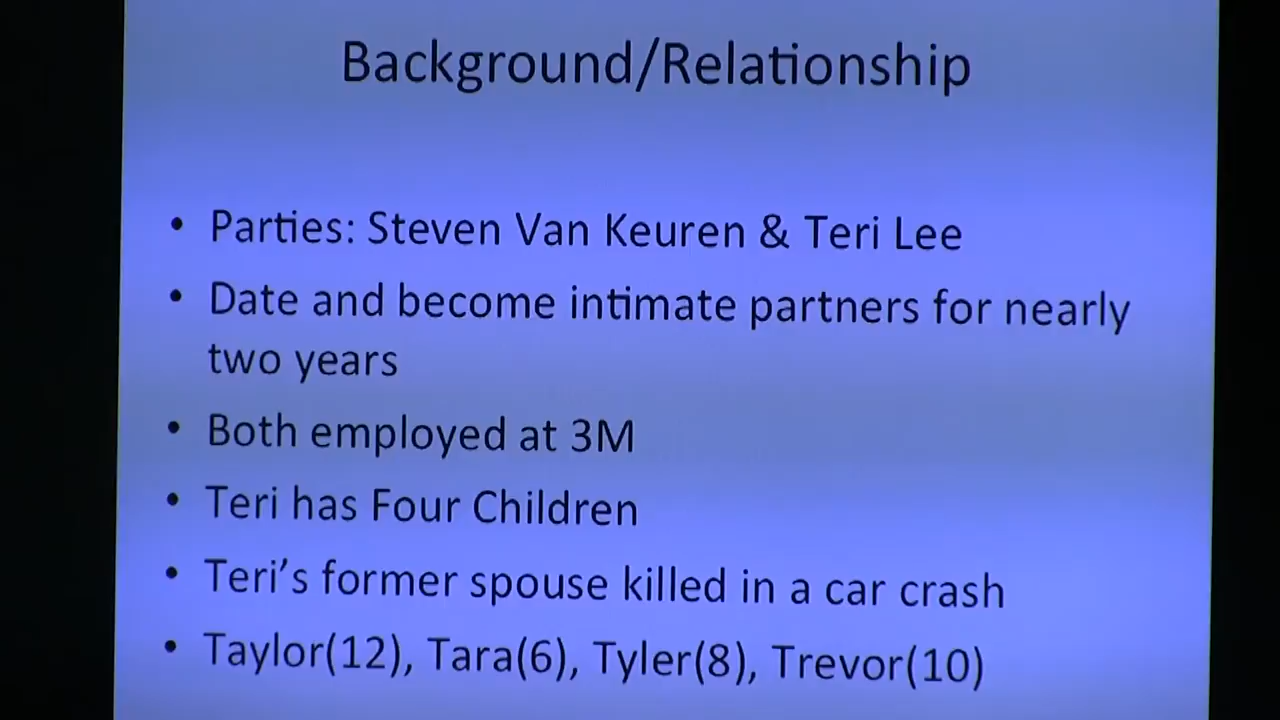 Background/Relationship
• Parties: Steven Van Keuren & Teri Lee
• Date and become intimate partners for nearly
two years
• Both employed at 3M
• Teri has Four Children
• Teri's former spouse killed in a car crash
• Taylor(12), Tara(6), Tyler(8), Trevor(10)